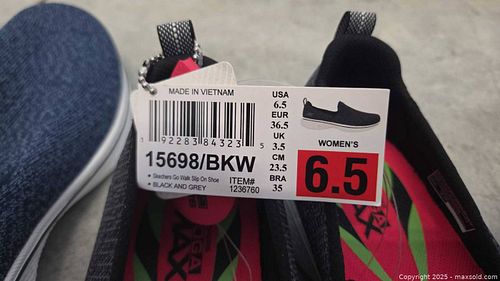 MADE IN VIETNAM
1 92283 84323 5
15698/BKW
• Skechers Go Walk Slip On Shoe
• BLACK AND GREY
ITEM#
1236760
USA
6.5
EUR
36.5
UK
3.5
CM
23.5
BRA
35
WOMEN'S
6.5
GA
MAX
Copyright 2025 - maxsold.com